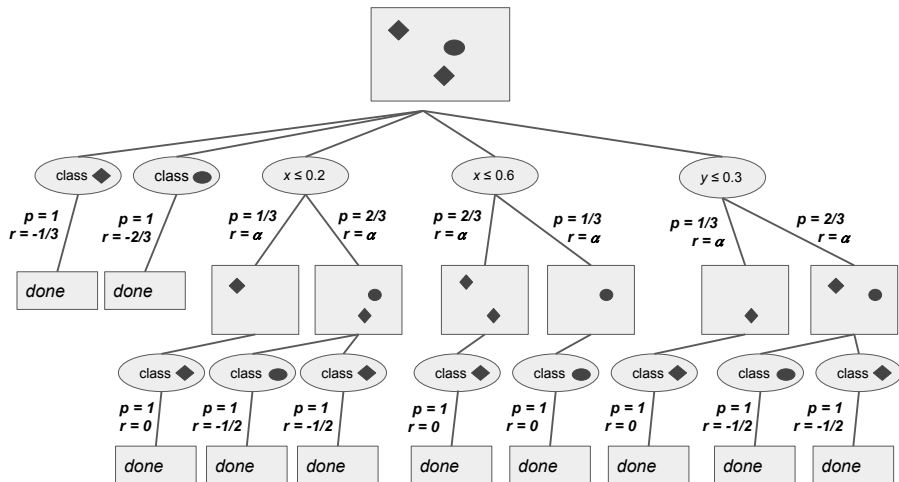 class
class
x ≤ 0.2
x ≤ 0.6
y ≤ 0.3
p = 1
r = -1/3
p = 1
r = -2/3
p = 1/3
r = α
p = 2/3
r = α
p = 2/3
r = α
p = 1/3
r = α
p = 1/3
r = α
p = 2/3
r = α
done
done
class
class
class
class
class
class
class
class
p = 1
r = 0
p = 1
r = -1/2
p = 1
r = -1/2
p = 1
r = 0
p = 1
r = 0
p = 1
r = 0
p = 1
r = -1/2
p = 1
r = -1/2
done
done
done
done
done
done
done
done